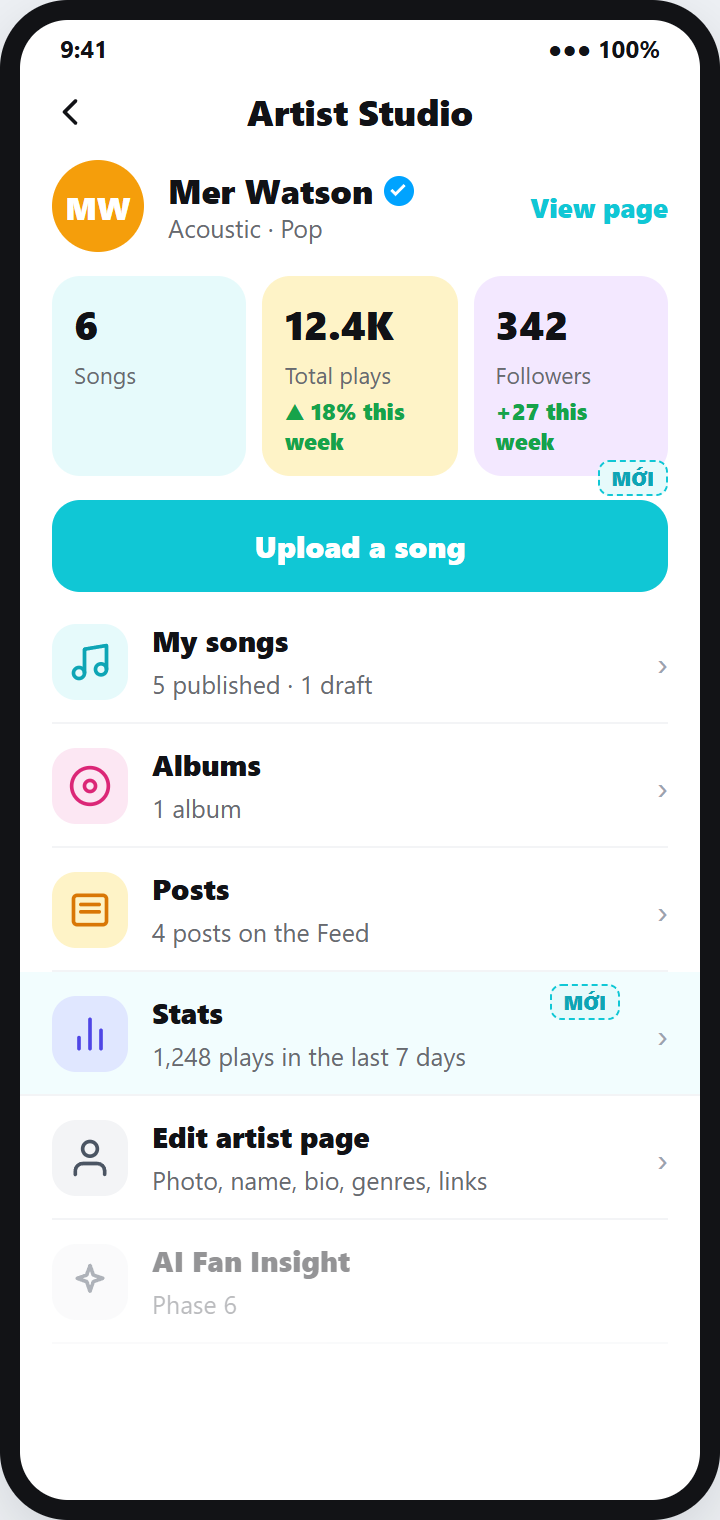 9:41
●●● 100%
Artist Studio
MW
Mer Watson
Acoustic · Pop
View page
6
Songs
12.4K
Total plays
▲ 18% this
week
342
Followers
+27 this
week
MỚI
Upload a song
My songs
5 published · 1 draft
›
Albums
1 album
›
Posts
4 posts on the Feed
›
Stats
MỚI
1,248 plays in the last 7 days
›
Edit artist page
Photo, name, bio, genres, links
›
AI Fan Insight
Phase 6